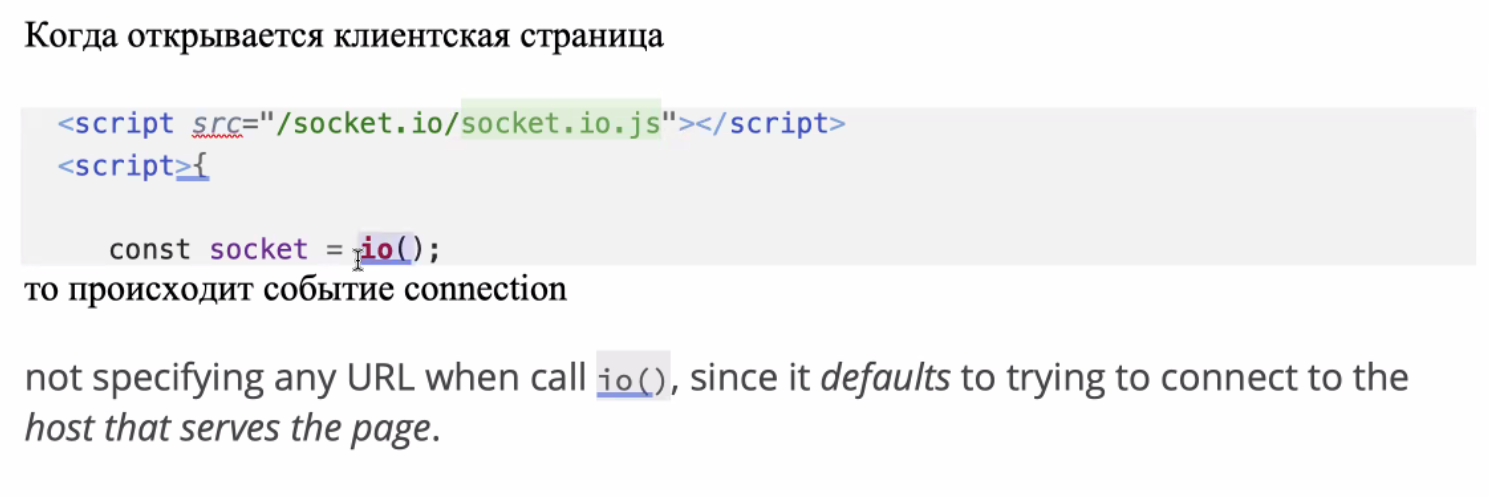 Когда открывается клиентская страница
<script src="/socket.io/socket.io.js"></script>
<script>{
const socket = io();
то происходит событие connection
not specifying any URL when call io(), since it defaults to trying to connect to the
host that serves the page.